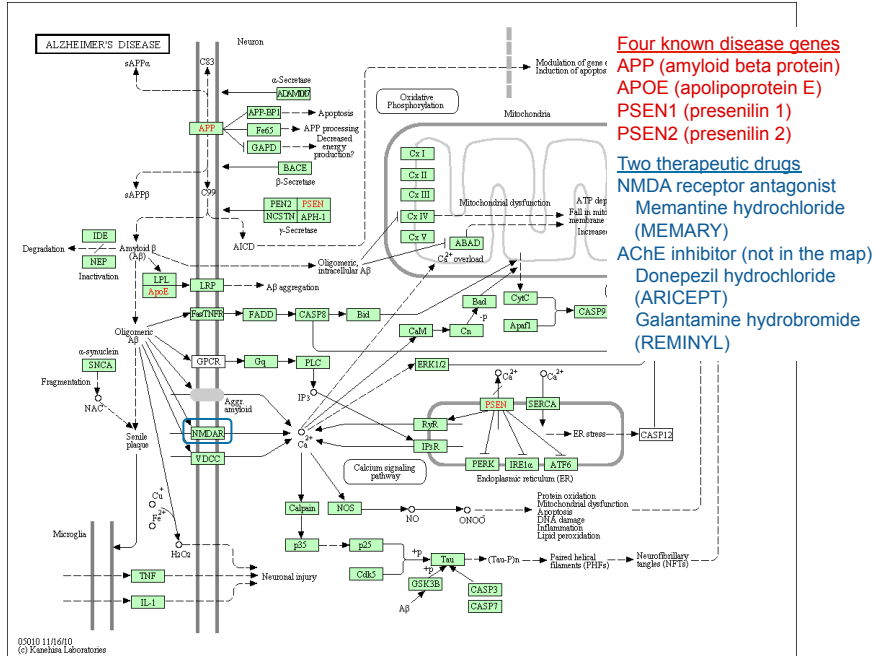 ALZHEIMER'S DISEASE
Neuron
sAPPα
C83
α-Secretase
APP-BP1
Apoptosis
APP
Fe65
APP processing
GAPD
Decreased
energy
production?
BACE
β-Secretase
sAPPβ
C99
PEN2
PSEN
NCSTN
APH-1
γ-Secretase
AICD
Oxidative
Phosphorylation
Modulation of gene
Induction of
Mitochondria
Cx I
Cx II
Cx III
Cx IV
Cx V
Mitochondrial dysfunction
ATP
Fall in
membrane
ABAD
Ca2+ overload
IDE
Degradation
NEP
Inactivation
Amyloid β
(Aβ)
Oligomeric,
intracellular Aβ
LPL
ApoE
LRP
Aβ aggregation
FasTNFR
FADD
CASP8
Bid
Bad
-p
CytC
Apaf1
CASP9
CaM
Cn
Oligomeric
Aβ
α-synuclein
SNCA
Fragmentation
NAC
GPCR
Gq
PLC
IP3
ERK1/2
Aggr.
amyloid
Senile
plaque
NMDAR
VDCC
Ca2+
Ca2+
Ca2+
PSEN
SERCA
RyR
IP3R
ER stress
CASP12
PERK
IRE1α
ATF6
Endoplasmic reticulum (ER)
Calcium signaling
pathway
Cu+
Fe2+
H2O2
Calpain
NOS
NO
ONOO-
Protein oxidation
Mitochondrial dysfunction
Apoptosis
DNA damage
Inflammation
Lipid peroxidation
Microglia
TNF
IL-1
Neuronal injury
p35
p25
Cdk5
+p
Tau
+p
GSK3B
Aβ
CASP3
CASP7
(Tau-P)n
Paired helical
filaments (PHFs)
Neurofibrillary
tangles (NFTs)
05010 11/16/10
(c) Kanehisa Laboratories
Four known disease genes
APP (amyloid beta protein)
APOE (apolipoprotein E)
PSEN1 (presenilin 1)
PSEN2 (presenilin 2)
Two therapeutic drugs
NMDA receptor antagonist
Memantine hydrochloride
(MEMARY)
AChE inhibitor (not in the map)
Donepezil hydrochloride
(ARICEPT)
Galantamine hydrobromide
(REMINYL)